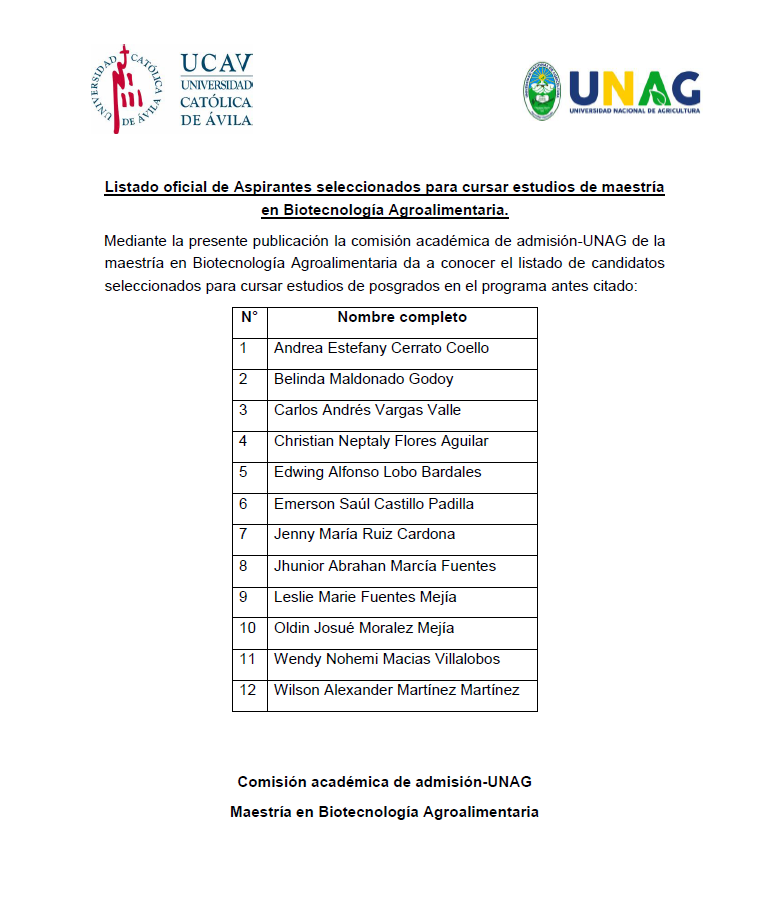 UNIVERSIDAD CATÓLICA DE ÁVILA
UCAV
UNIVERSIDAD
CATÓLICA
DE ÁVILA
UNAG
UNIVERSIDAD NACIONAL DE AGRICULTURA
Listado oficial de Aspirantes seleccionados para cursar estudios de maestría
en Biotecnología Agroalimentaria.
Mediante la presente publicación la comisión académica de admisión-UNAG de la
maestría en Biotecnología Agroalimentaria da a conocer el listado de candidatos
seleccionados para cursar estudios de posgrados en el programa antes citado:
N° Nombre completo
1 Andrea Estefany Cerrato Coello
2 Belinda Maldonado Godoy
3 Carlos Andrés Vargas Valle
4 Christian Neptaly Flores Aguilar
5 Edwing Alfonso Lobo Bardales
6 Emerson Saúl Castillo Padilla
7 Jenny María Ruiz Cardona
8 Jhunior Abrahan Marcía Fuentes
9 Leslie Marie Fuentes Mejía
10 Oldin Josué Moralez Mejía
11 Wendy Nohemi Macias Villalobos
12 Wilson Alexander Martínez Martínez
Comisión académica de admisión-UNAG
Maestría en Biotecnología Agroalimentaria